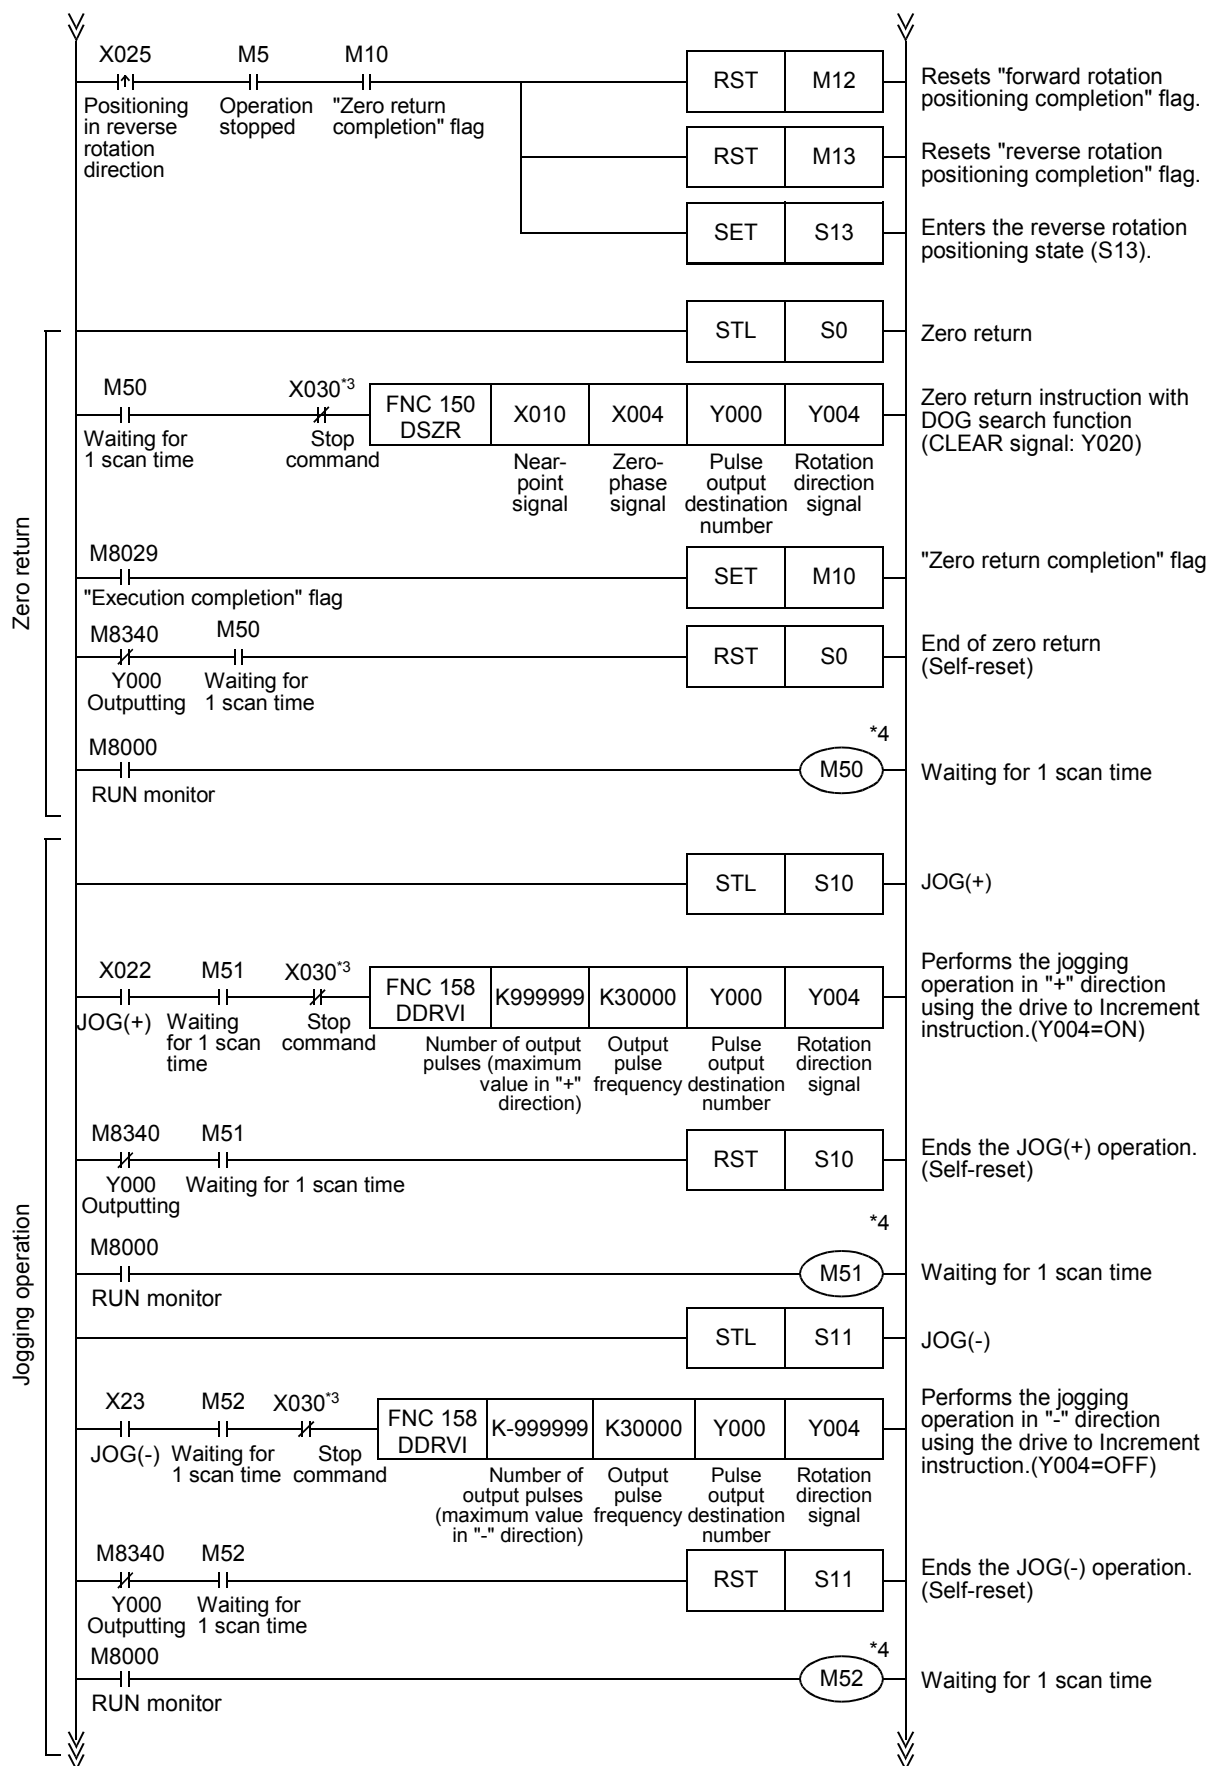 X025 M5 M10
RST M12
Resets "forward rotation
positioning completion" flag.
Positioning
in reverse
rotation
direction
Operation
stopped
"Zero return
completion" flag
RST M13
Resets "reverse rotation
positioning completion" flag.
SET S13
Enters the reverse rotation
positioning state (S13).
Zero return
STL S0
Zero return
M50 X030*3
FNC 150
DSZR
X010 X004 Y000 Y004
Zero return instruction with
DOG search function
(CLEAR signal: Y020)
Waiting for
1 scan time
Stop
command
Near-
point
signal
Zero-
phase
signal
Pulse
output
destination
number
Rotation
direction
signal
M8029
SET M10
"Zero return completion" flag
"Execution completion" flag
M8340 M50
RST S0
End of zero return
(Self-reset)
Y000
Outputting
Waiting for
1 scan time
M8000
*4
M50
Waiting for 1 scan time
RUN monitor
Jogging operation
STL S10
JOG(+)
X022 M51 X030*3
FNC 158
DDRVI
K999999 K30000 Y000 Y004
Performs the jogging
operation in "+" direction
using the drive to Increment
instruction.(Y004=ON)
JOG(+)
Waiting
for 1 scan
time
Stop
command
Number of output
pulses (maximum
value in "+"
direction)
Output
pulse
frequency
Pulse
output
destination
number
Rotation
direction
signal
M8340 M51
RST S10
Ends the JOG(+) operation.
(Self-reset)
Y000
Outputting
Waiting for 1 scan time
M8000
*4
M51
Waiting for 1 scan time
RUN monitor
STL S11
JOG(-)
X23 M52 X030*3
FNC 158
DDRVI
K-999999 K30000 Y000 Y004
Performs the jogging
operation in "-" direction
using the drive to Increment
instruction.(Y004=OFF)
JOG(-)
Waiting for
1 scan time
Stop
command
Number of
output pulses
(maximum value
in "-" direction)
Output
pulse
frequency
Pulse
output
destination
number
Rotation
direction
signal
M8340 M52
RST S11
Ends the JOG(-) operation.
(Self-reset)
Y000
Outputting
Waiting for
1 scan time
M8000
*4
M52
Waiting for 1 scan time
RUN monitor